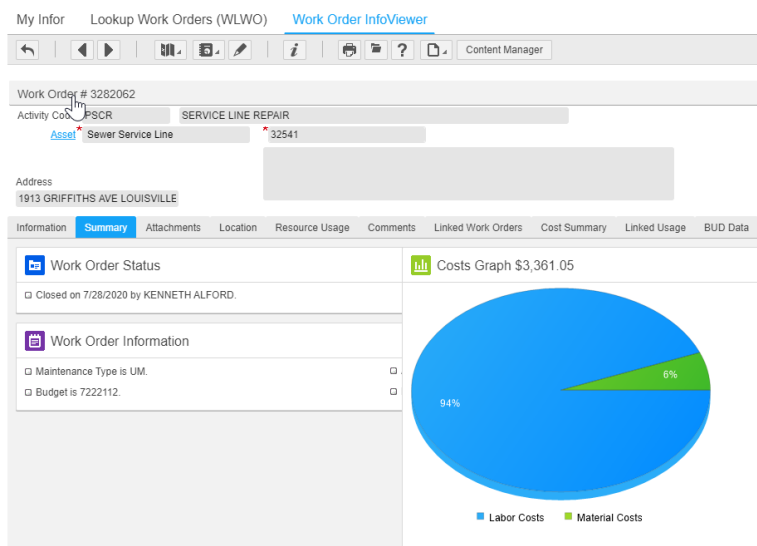 My Infor Lookup Work Orders (WLWO) Work Order InfoViewer
i ? Content Manager
Work Order # 3282062
Activity PSCR SERVICE LINE REPAIR
Asset * Sewer Service Line * 32541
Address
1913 GRIFFITHS AVE LOUISVILLE
Information Summary Attachments Location Resource Usage Comments Linked Work Orders Cost Summary Linked Usage BUD Data
Work Order Status
Closed on 7/28/2020 by KENNETH ALFORD.
Work Order Information
Maintenance Type is UM.
Budget is 7222112.
Costs Graph $3,361.05
6%
94%
Labor Costs Material Costs